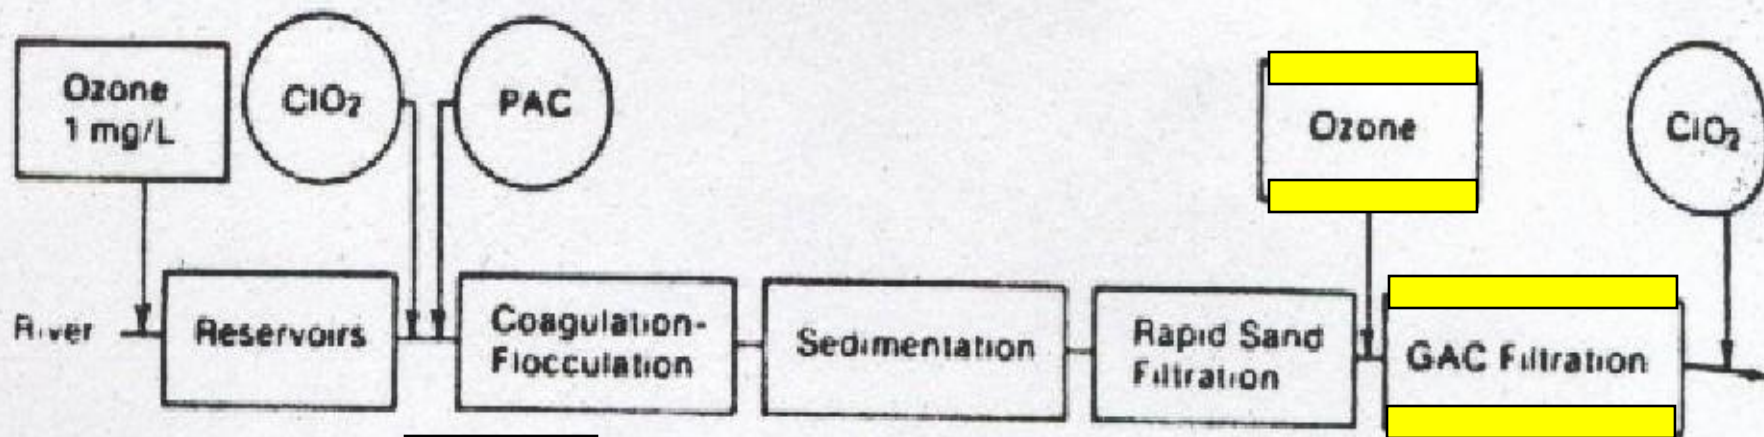 Ozone
1 mg/L
ClO₂
PAC
Ozone
ClO₂
River
Reservoirs
Coagulation-
Flocculation
Sedimentation
Rapid Sand
Filtration
GAC Filtration